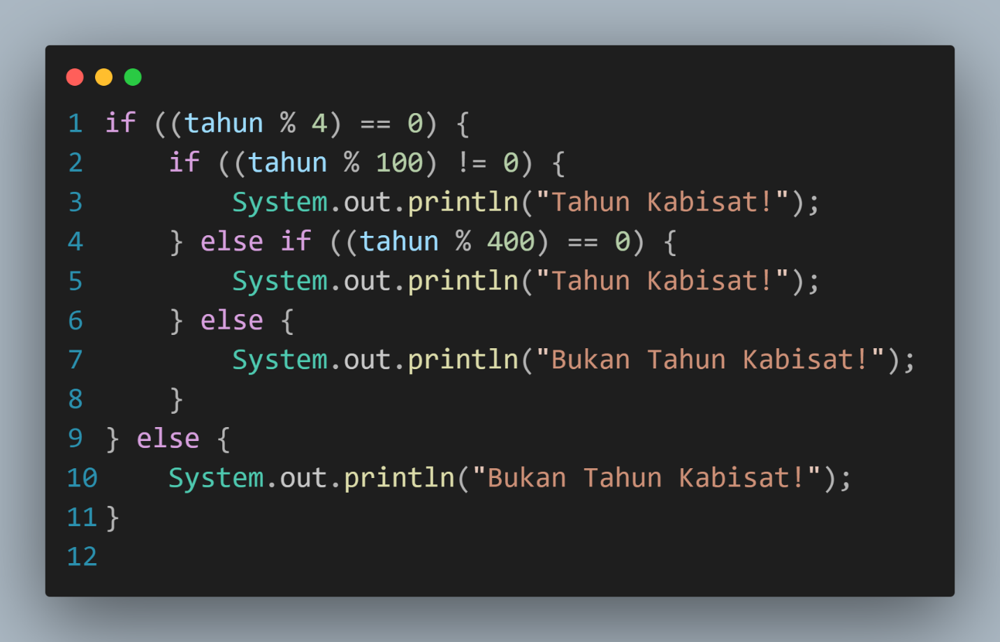 1 if ((tahun % 4) == 0) {
2     if ((tahun % 100) != 0) {
3         System.out.println("Tahun Kabisat!");
4     } else if ((tahun % 400) == 0) {
5         System.out.println("Tahun Kabisat!");
6     } else {
7         System.out.println("Bukan Tahun Kabisat!");
8     }
9 } else {
10     System.out.println("Bukan Tahun Kabisat!");
11 }
12